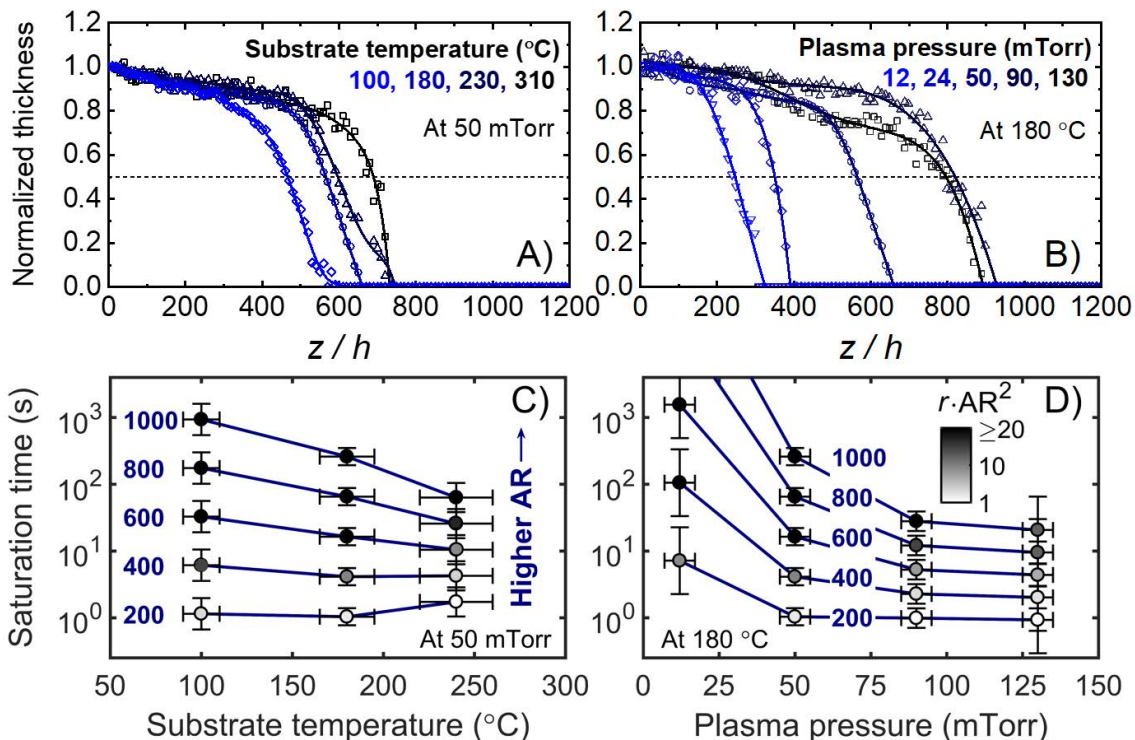 1.2
1.0
0.8
0.6
0.4
0.2
0.0
Normalized thickness
Substrate temperature (°C)
100, 180, 230, 310
At 50 mTorr
A)
0 200 400 600 800 1000 1200
z / h
1.2
1.0
0.8
0.6
0.4
0.2
0.0
Plasma pressure (mTorr)
12, 24, 50, 90, 130
At 180 °C
B)
0 200 400 600 800 1000 1200
z / h
Saturation time (s)
10³
10²
10¹
10⁰
C)
1000
800
600
400
200
Higher AR →
At 50 mTorr
50 100 150 200 250 300
Substrate temperature (°C)
10³
10²
10¹
10⁰
D)
r·AR²
≥20
10
1
1000
800
600
400
200
At 180 °C
0 25 50 75 100 125 150
Plasma pressure (mTorr)